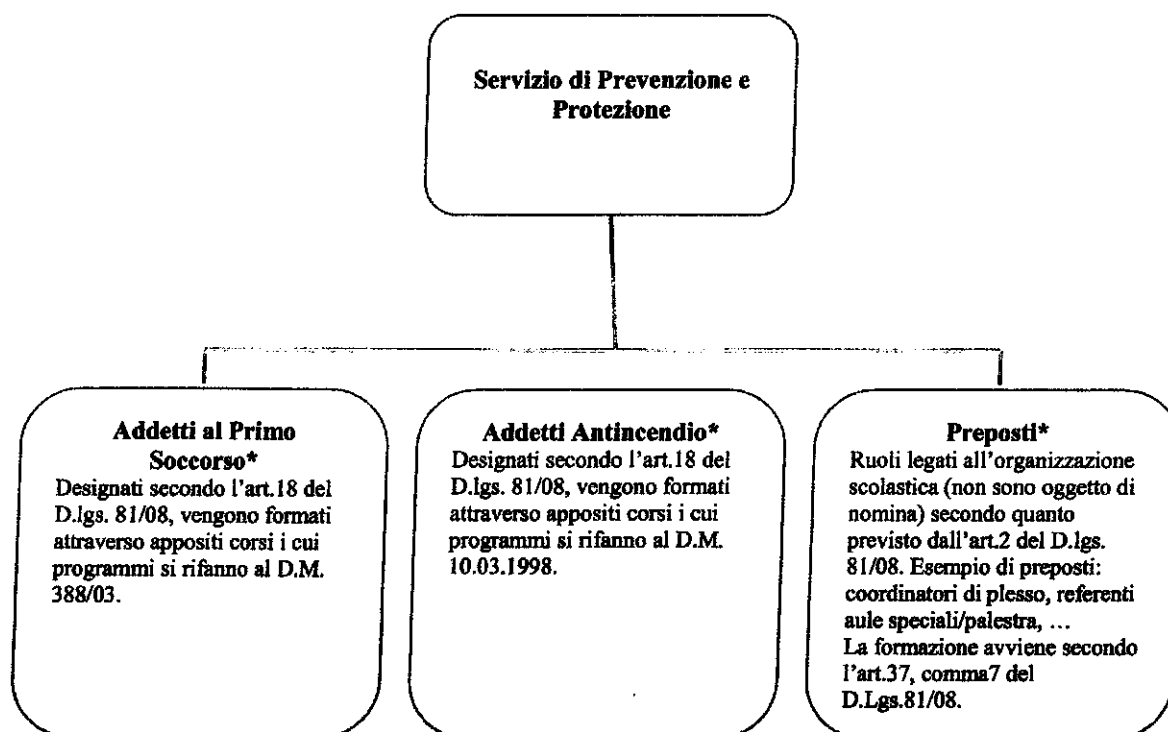 Servizio di Prevenzione e
Protezione
Addetti al Primo
Soccorso*
Designati secondo l'art.18 del
D.lgs. 81/08, vengono formati
attraverso appositi corsi i cui
programmi si rifanno al D.M.
388/03.
Addetti Antincendio*
Designati secondo l'art.18 del
D.lgs. 81/08, vengono formati
attraverso appositi corsi i cui
programmi si rifanno al D.M.
10.03.1998.
Preposti*
Ruoli legati all'organizzazione
scolastica (non sono oggetto di
nomina) secondo quanto
previsto dall'art.2 del D.lgs.
81/08. Esempio di preposti:
coordinatori di plesso, referenti
aule speciali/palestra, …
La formazione avviene secondo
l'art.37, comma7 del
D.Lgs.81/08.